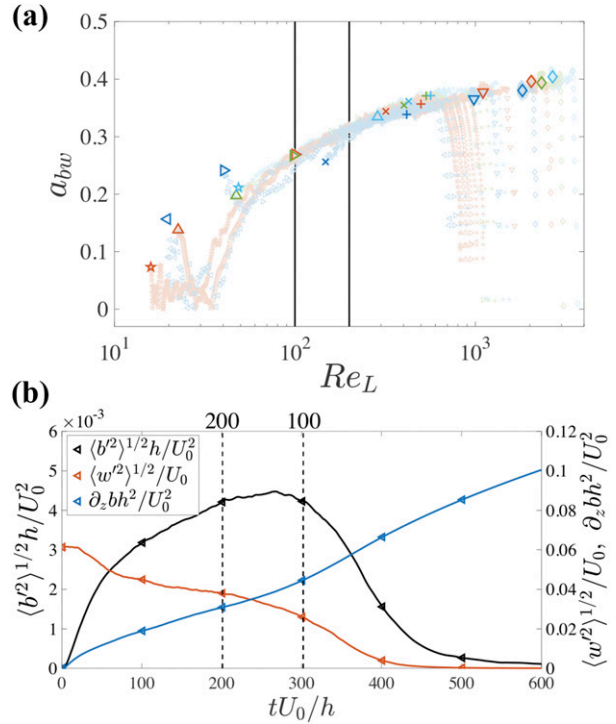 (a)
0.5
0.4
0.3
0.2
0.1
0
a_{bw}
10^1 10^2 10^3
Re_L
(b)
×10^{-3} 200 100
6 0.12
5 0.1
4 0.08
3 0.06
2 0.04
1 0.02
0 0
⟨b'^2⟩^{1/2}h/U_0^2
⟨w'^2⟩^{1/2}/U_0
∂_z bh^2/U_0^2
⟨b'^2⟩^{1/2}h/U_0^2
⟨w'^2⟩^{1/2}/U_0, ∂_z bh^2/U_0^2
0 100 200 300 400 500 600
tU_0/h